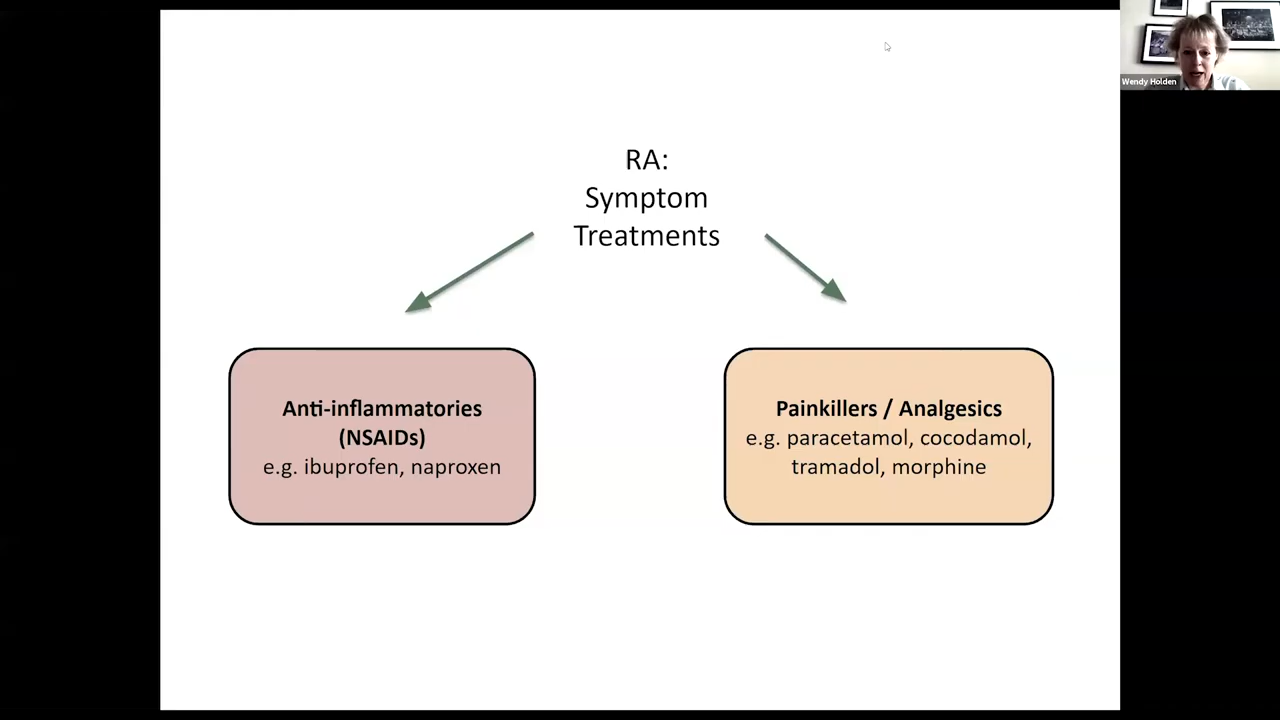 Wendy Holden
RA:
Symptom
Treatments
Anti-inflammatories
(NSAIDs)
e.g. ibuprofen, naproxen
Painkillers / Analgesics
e.g. paracetamol, cocodamol,
tramadol, morphine